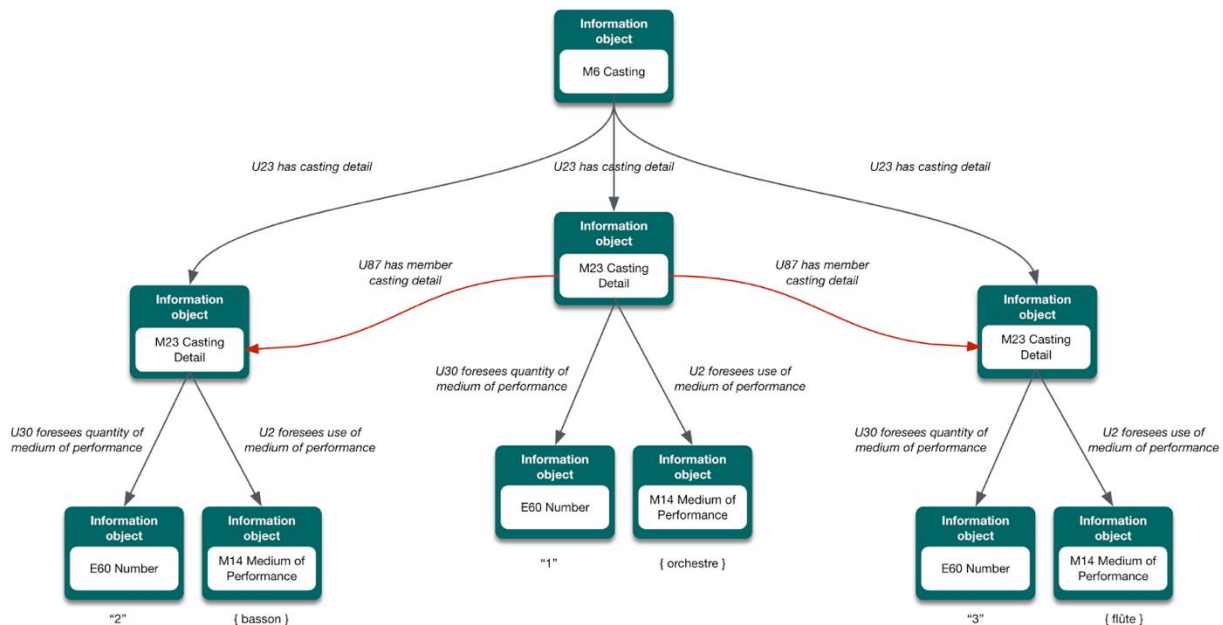 Information
object
M6 Casting
U23 has casting detail
U23 has casting detail
U23 has casting detail
Information
object
M23 Casting
Detail
U87 has member
casting detail
U87 has member
casting detail
Information
object
M23 Casting
Detail
Information
object
M23 Casting
Detail
U30 foresees quantity of
medium of performance
U2 foresees use of
medium of performance
U30 foresees quantity of
medium of performance
U2 foresees use of
medium of performance
U30 foresees quantity of
medium of performance
U2 foresees use of
medium of performance
Information
object
E60 Number
“1”
Information
object
M14 Medium of
Performance
{ orchestre }
Information
object
E60 Number
“2”
Information
object
M14 Medium of
Performance
{ basson }
Information
object
E60 Number
“3”
Information
object
M14 Medium of
Performance
{ flûte }